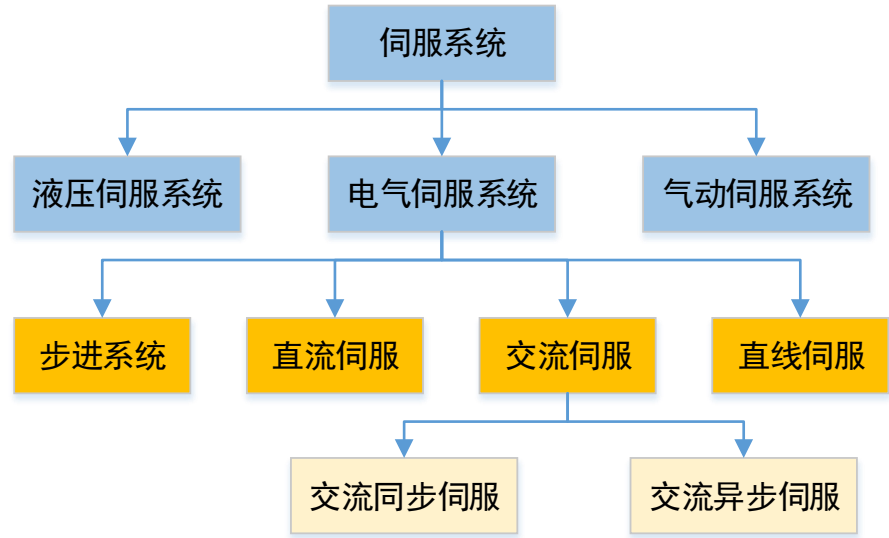 伺服系统
液压伺服系统
电气伺服系统
气动伺服系统
步进系统
直流伺服
交流伺服
直线伺服
交流同步伺服
交流异步伺服